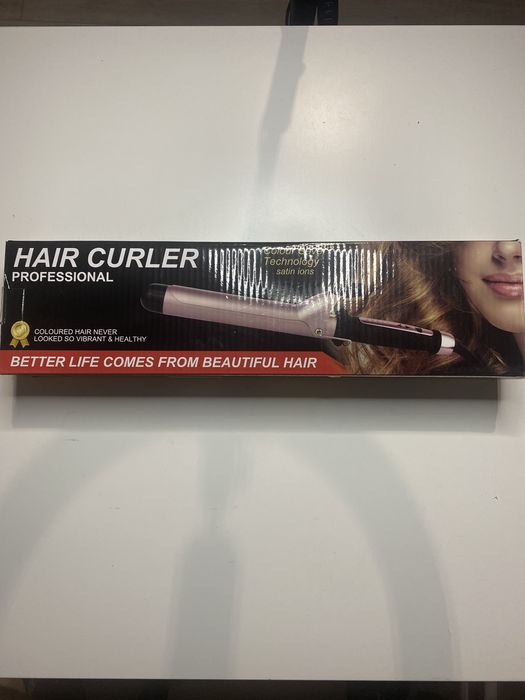 HAIR CURLER
PROFESSIONAL
Technology
satin ions
COLOURED HAIR NEVER
LOOKED SO VIBRANT & HEALTHY
BETTER LIFE COMES FROM BEAUTIFUL HAIR